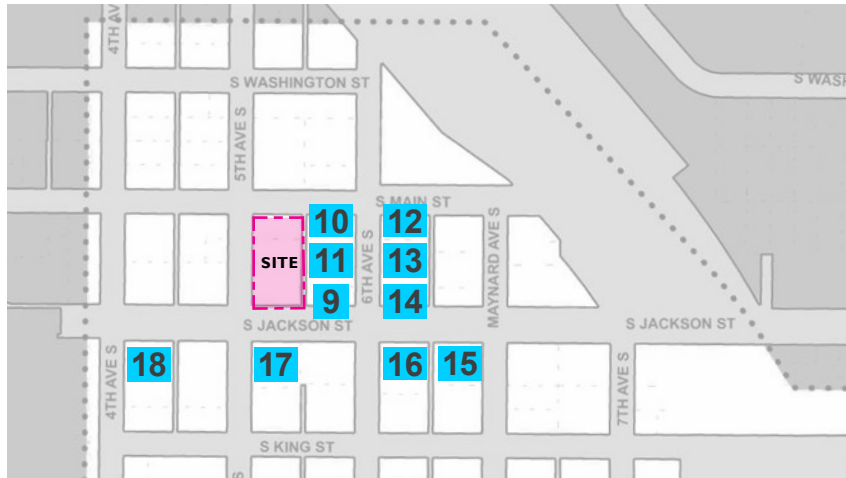 4TH AV
S WASHINGTON ST
S WASH
5TH AVE S
S MAIN ST
10
12
SITE
11
6TH AVE S
13
MAYNARD AVE S
9
14
S JACKSON ST
S JACKSON ST
4TH AVE S
18
17
16
15
7TH AVE S
S KING ST
S